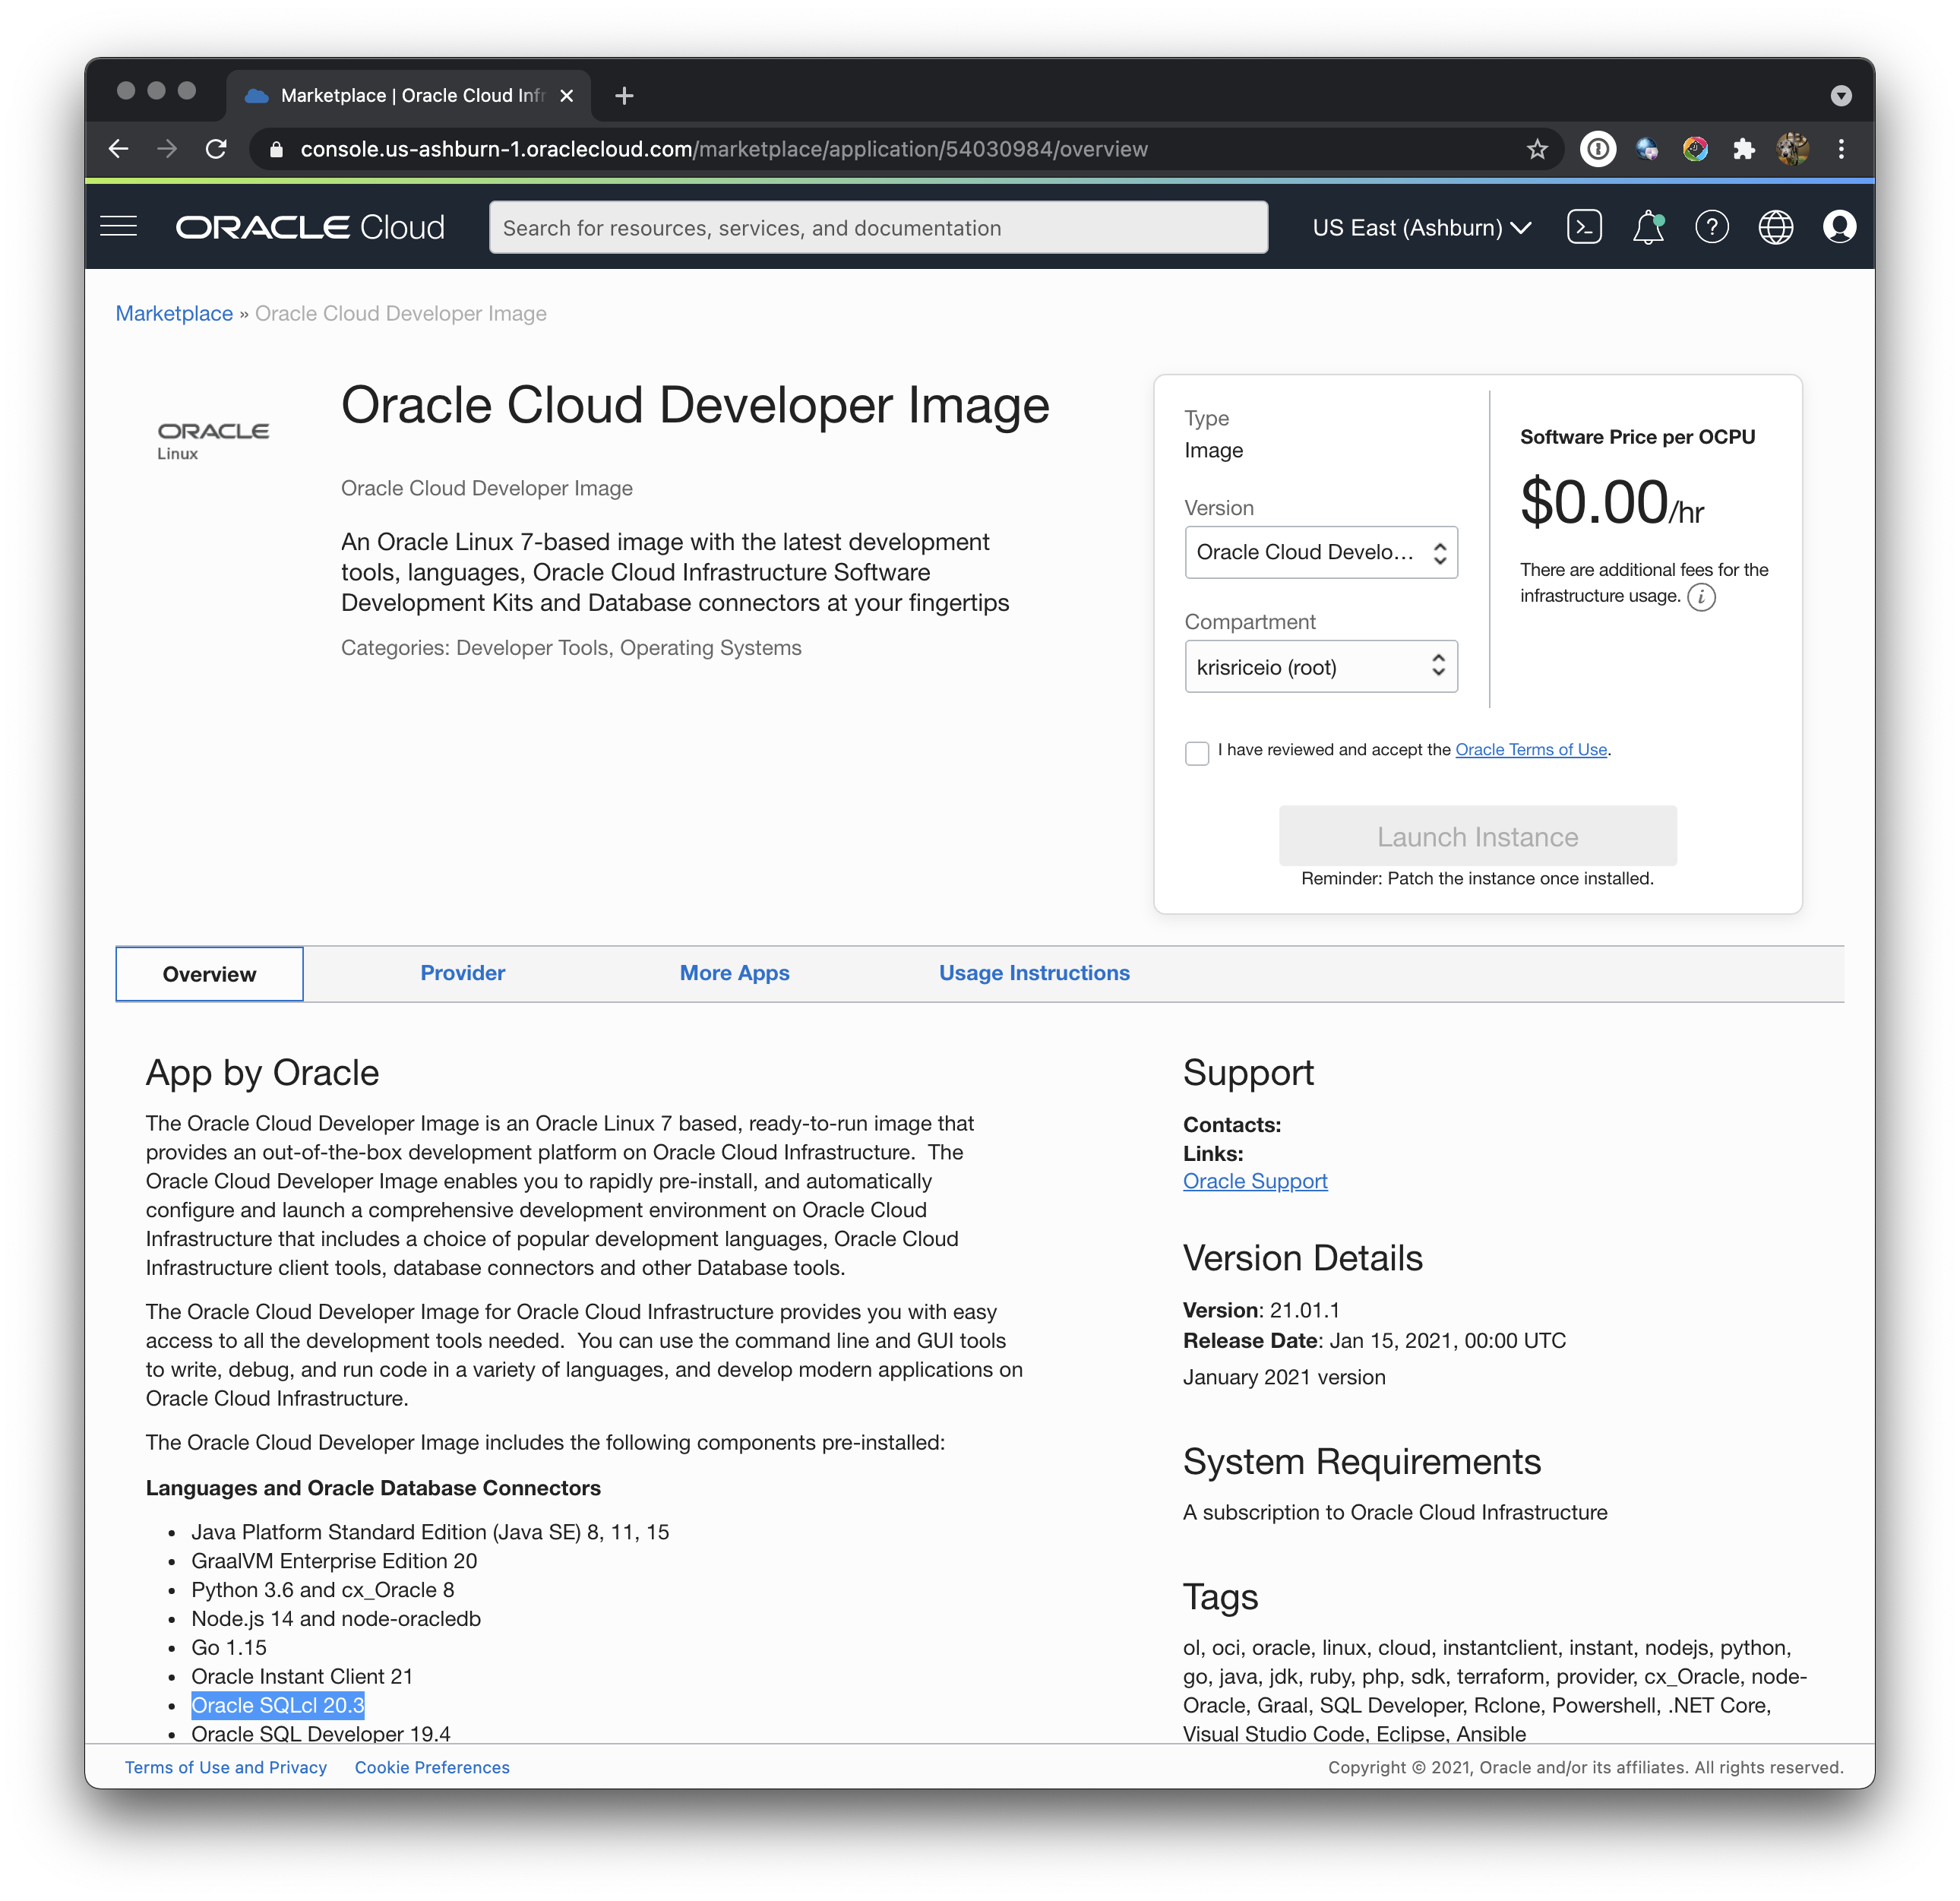 Marketplace | Oracle Cloud Infr
console.us-ashburn-1.oraclecloud.com/marketplace/application/54030984/overview
ORACLE Cloud
Search for resources, services, and documentation
US East (Ashburn)
Marketplace » Oracle Cloud Developer Image
ORACLE
Linux
Oracle Cloud Developer Image
Oracle Cloud Developer Image
An Oracle Linux 7-based image with the latest development
tools, languages, Oracle Cloud Infrastructure Software
Development Kits and Database connectors at your fingertips
Categories: Developer Tools, Operating Systems
Type
Image
Version
Oracle Cloud Develo...
Compartment
krisriceio (root)
Software Price per OCPU
$0.00/hr
There are additional fees for the
infrastructure usage.
I have reviewed and accept the Oracle Terms of Use.
Launch Instance
Reminder: Patch the instance once installed.
Overview
Provider
More Apps
Usage Instructions
App by Oracle
The Oracle Cloud Developer Image is an Oracle Linux 7 based, ready-to-run image that
provides an out-of-the-box development platform on Oracle Cloud Infrastructure.  The
Oracle Cloud Developer Image enables you to rapidly pre-install, and automatically
configure and launch a comprehensive development environment on Oracle Cloud
Infrastructure that includes a choice of popular development languages, Oracle Cloud
Infrastructure client tools, database connectors and other Database tools.
The Oracle Cloud Developer Image for Oracle Cloud Infrastructure provides you with easy
access to all the development tools needed.  You can use the command line and GUI tools
to write, debug, and run code in a variety of languages, and develop modern applications on
Oracle Cloud Infrastructure.
The Oracle Cloud Developer Image includes the following components pre-installed:
Languages and Oracle Database Connectors
• Java Platform Standard Edition (Java SE) 8, 11, 15
• GraalVM Enterprise Edition 20
• Python 3.6 and cx_Oracle 8
• Node.js 14 and node-oracledb
• Go 1.15
• Oracle Instant Client 21
• Oracle SQLcl 20.3
• Oracle SQL Developer 19.4
Support
Contacts:
Links:
Oracle Support
Version Details
Version: 21.01.1
Release Date: Jan 15, 2021, 00:00 UTC
January 2021 version
System Requirements
A subscription to Oracle Cloud Infrastructure
Tags
ol, oci, oracle, linux, cloud, instantclient, instant, nodejs, python,
go, java, jdk, ruby, php, sdk, terraform, provider, cx_Oracle, node-
Oracle, Graal, SQL Developer, Rclone, Powershell, .NET Core,
Visual Studio Code, Eclipse, Ansible
Terms of Use and Privacy
Cookie Preferences
Copyright © 2021, Oracle and/or its affiliates. All rights reserved.